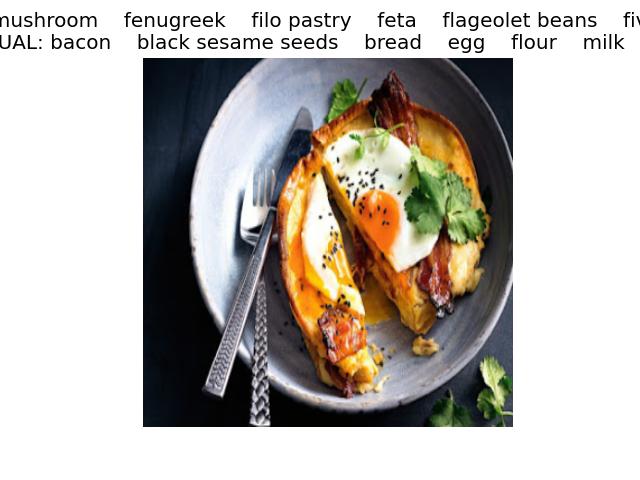 mushroom fenugreek filo pastry feta flageolet beans
UAL: bacon black sesame seeds bread egg flour milk